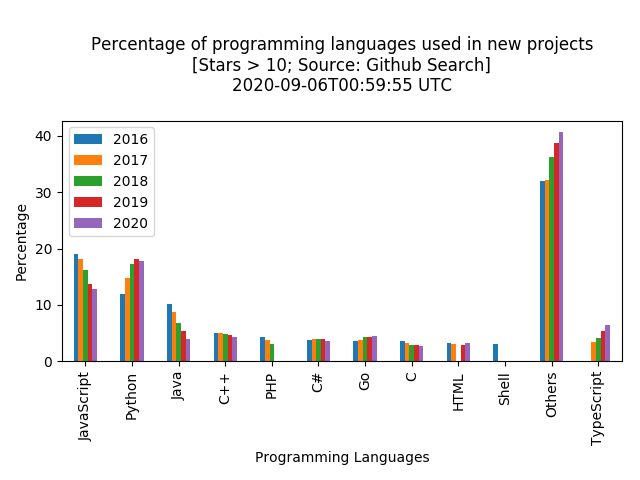 Percentage of programming languages used in new projects
[Stars > 10; Source: Github Search]
2020-09-06T00:59:55 UTC
40
30
20
10
0
Percentage
2016
2017
2018
2019
2020
JavaScript
Python
Java
C++
PHP
C#
Go
C
HTML
Shell
Others
TypeScript
Programming Languages